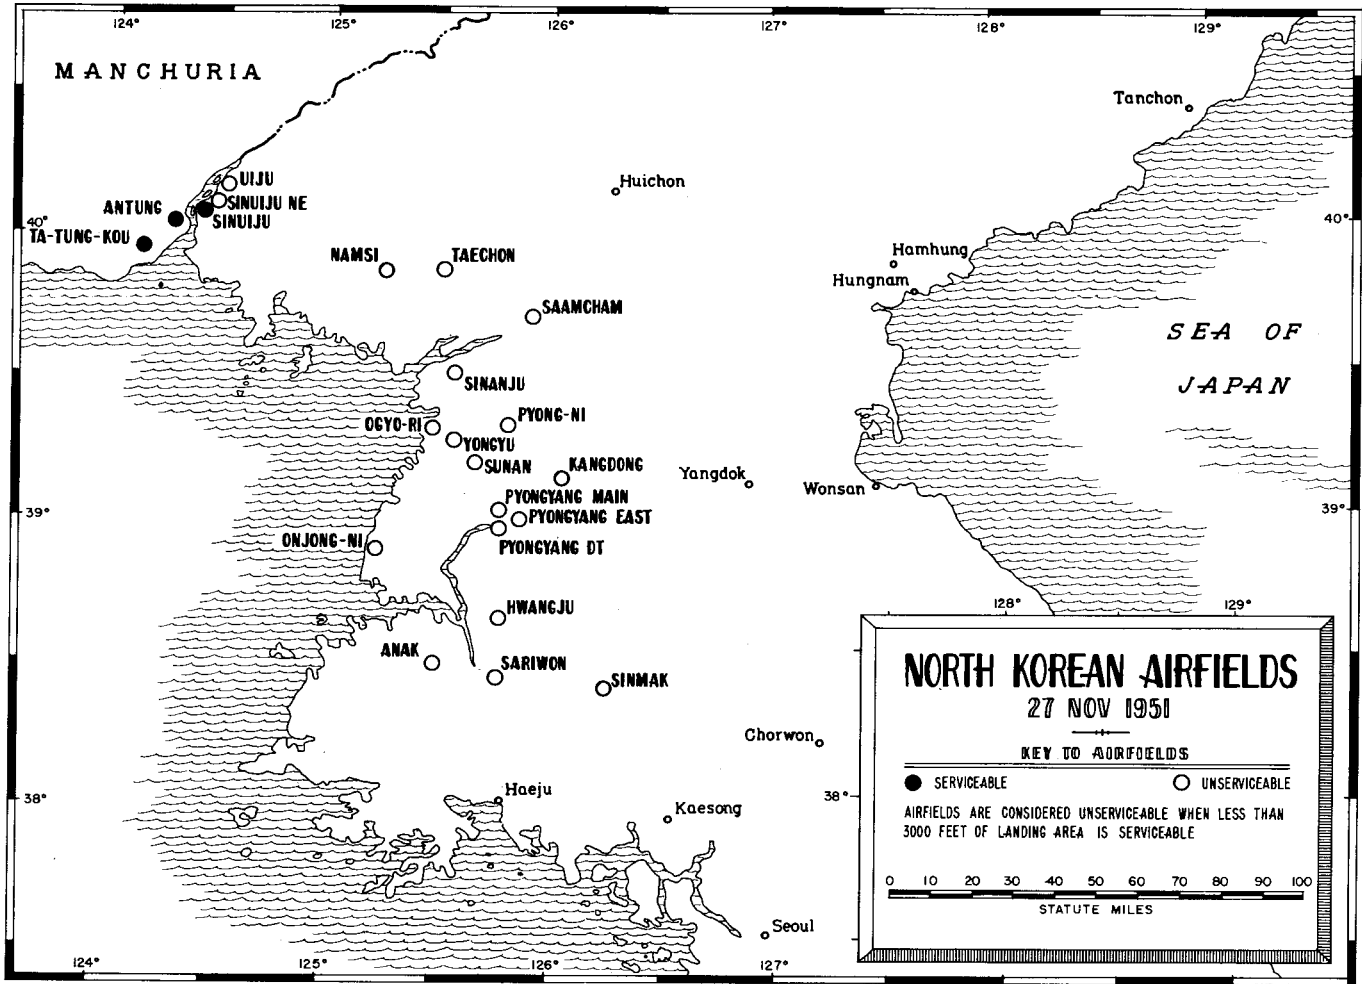 124° 125° 126° 127° 128° 129°
MANCHURIA
Tanchon
UIJU
Huichon
SINUIJU NE
ANTUNG
SINUIJU
40°
40°
TA-TUNG-KOU
NAMSI
TAECHON
Hamhung
Hungnam
SAAMCHAM
SEA OF
JAPAN
SINANJU
PYONG-NI
OGYO-RI
YONGYU
SUNAN
KANGDONG
Yangdok
Wonsan
PYONGYANG MAIN
PYONGYANG EAST
39°
39°
ONJONG-NI
PYONGYANG DT
HWANGJU
128° 129°
ANAK
SARIWON
SINMAK
Chorwon
Haeju
Kaesong
38°
38°
Seoul
NORTH KOREAN AIRFIELDS
27 NOV 1951
KEY TO AIRFIELDS
SERVICEABLE UNSERVICEABLE
AIRFIELDS ARE CONSIDERED UNSERVICEABLE WHEN LESS THAN
3000 FEET OF LANDING AREA IS SERVICEABLE
0 10 20 30 40 50 60 70 80 90 100
STATUTE MILES
124° 125° 126° 127°